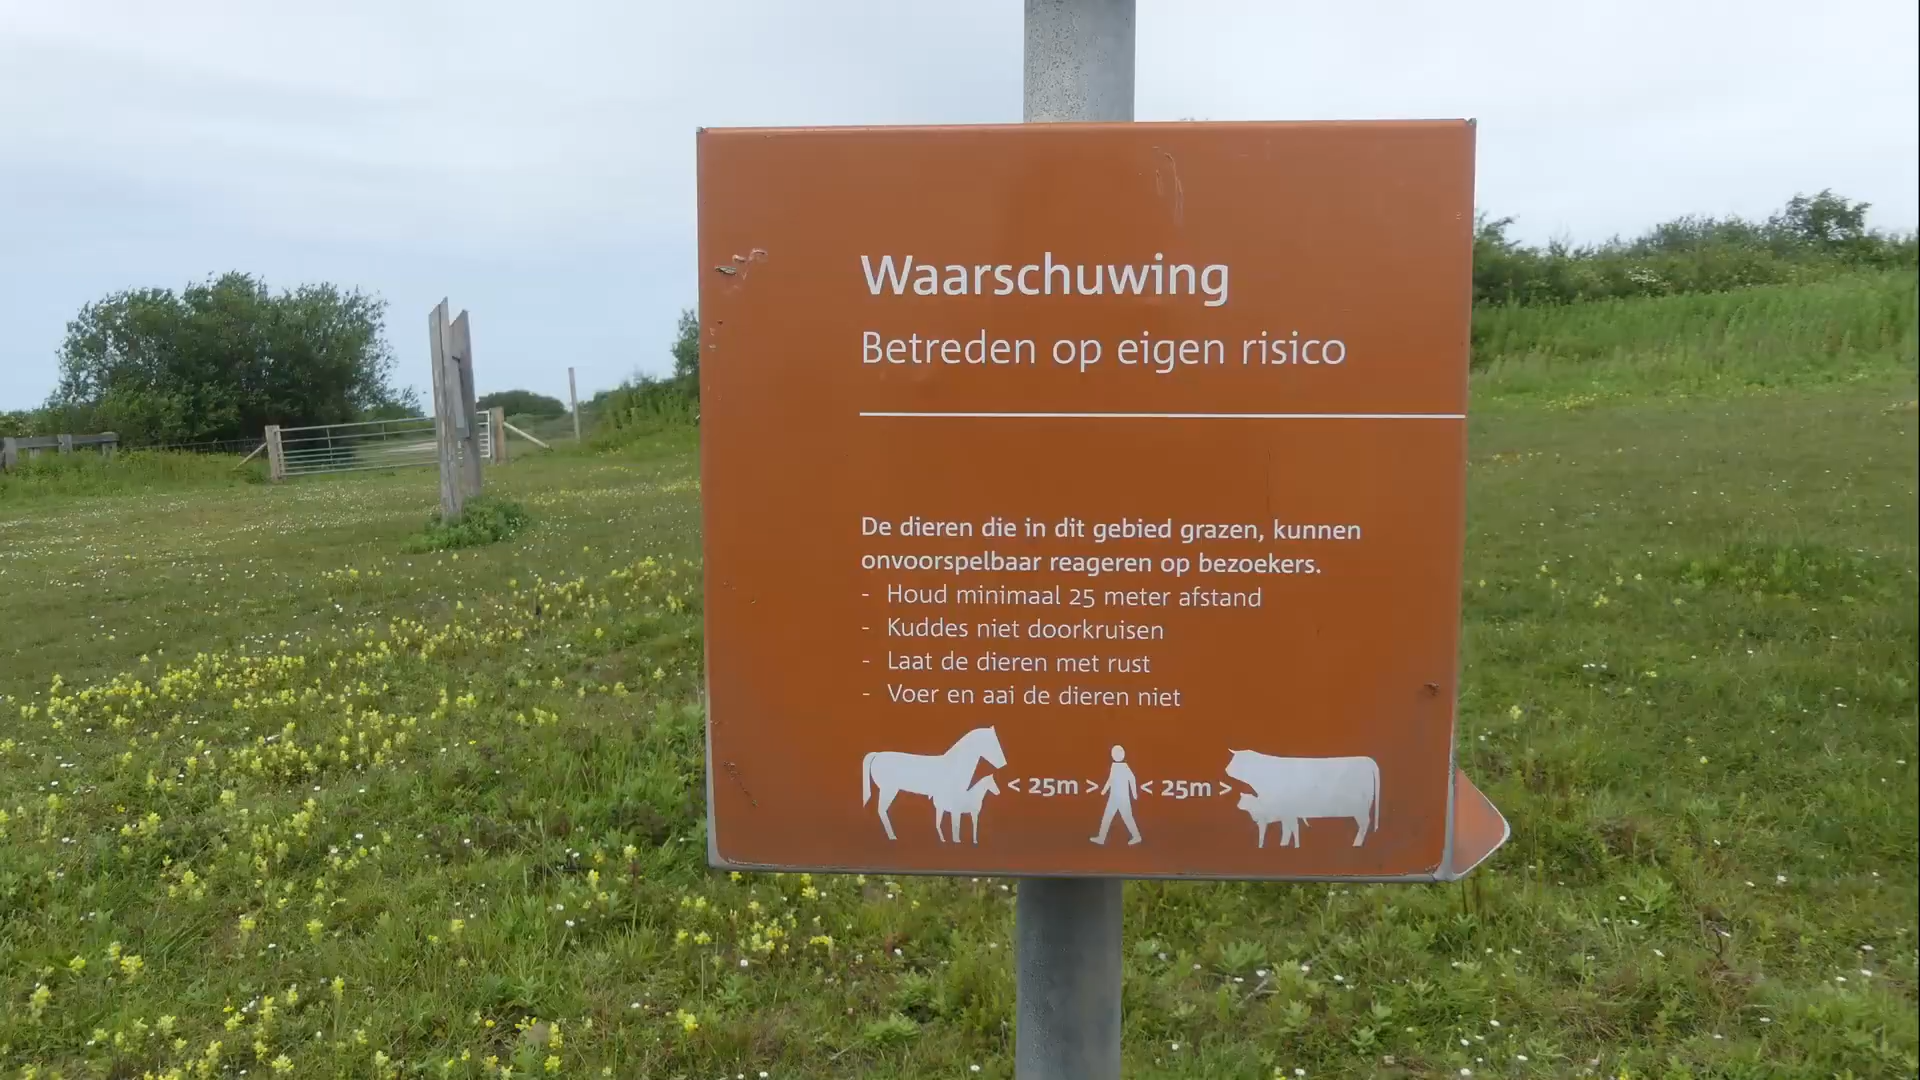 Waarschuwing
Betreden op eigen risico
De dieren die in dit gebied grazen, kunnen
onvoorspelbaar reageren op bezoekers.
- Houd minimaal 25 meter afstand
- Kuddes niet doorkruisen
- Laat de dieren met rust
- Voer en aai de dieren niet
< 25m > < 25m >